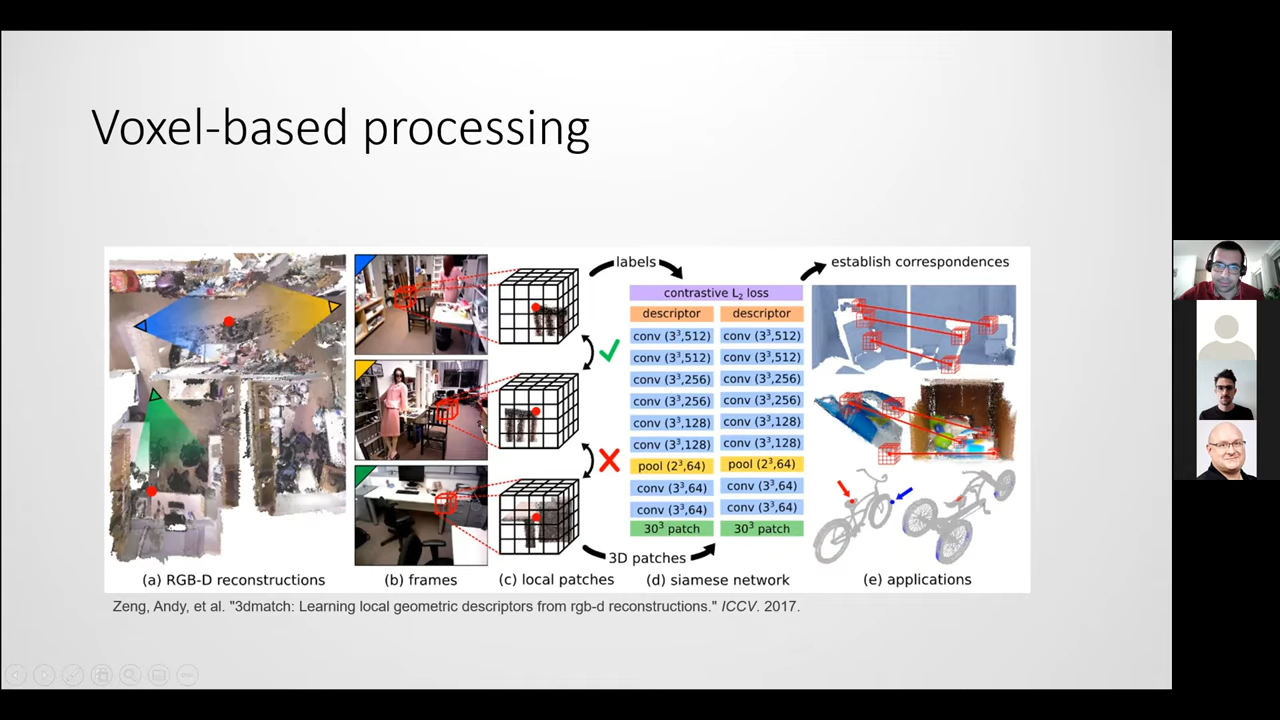 Voxel-based processing
labels
establish correspondences
contrastive L₂ loss
descriptor descriptor
conv (3³,512) conv (3³,512)
conv (3³,512) conv (3³,512)
conv (3³,256) conv (3³,256)
conv (3³,256) conv (3³,256)
conv (3³,128) conv (3³,128)
conv (3³,128) conv (3³,128)
pool (2³,64) pool (2³,64)
conv (3³,64) conv (3³,64)
conv (3³,64) conv (3³,64)
30³ patch 30³ patch
3D patches
(a) RGB-D reconstructions (b) frames (c) local patches (d) siamese network (e) applications
Zeng, Andy, et al. "3dmatch: Learning local geometric descriptors from rgb-d reconstructions." ICCV. 2017.